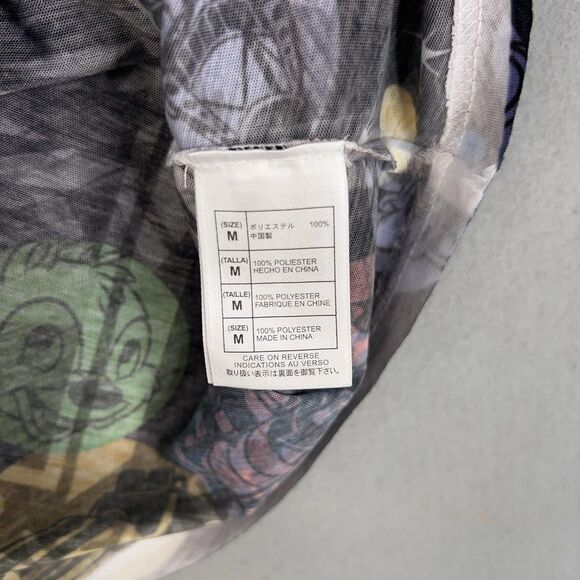 (SIZE) M ポリエステル 100%
中国製
(TALLA) M 100% POLIESTER
HECHO EN CHINA
(TAILLE) M 100% POLYESTER
FABRIQUE EN CHINE
(SIZE) M 100% POLYESTER
MADE IN CHINA
CARE ON REVERSE
INDICATIONS AU VERSO
取り扱い表示は裏面を御覧下さい。